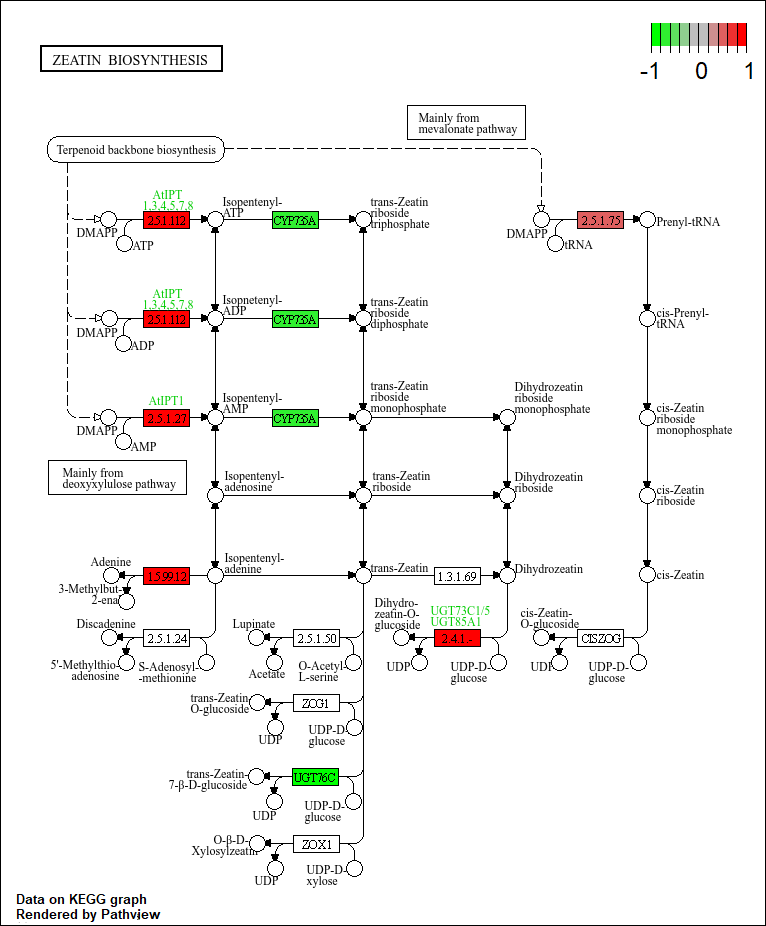 -1 0 1
ZEATIN BIOSYNTHESIS
Mainly from
mevalonate pathway
Terpenoid backbone biosynthesis
AtIPT
1,3,4,5,7,8
Isopentenyl-
ATP
trans-Zeatin
riboside
triphosphate
2.5.1.112
CYP735A
2.5.1.75
Prenyl-tRNA
DMAPP
ATP
DMAPP
tRNA
AtIPT
1,3,4,5,7,8
Isopnetenyl-
ADP
trans-Zeatin
riboside
diphosphate
cis-Prenyl-
tRNA
2.5.1.112
CYP735A
DMAPP
ADP
AtIPT1
Isopentenyl-
AMP
trans-Zeatin
riboside
monophosphate
Dihydrozeatin
riboside
monophosphate
cis-Zeatin
riboside
monophosphate
2.5.1.27
CYP735A
DMAPP
AMP
Mainly from
deoxyxylulose pathway
Isopentenyl-
adenosine
trans-Zeatin
riboside
Dihydrozeatin
riboside
cis-Zeatin
riboside
Adenine
1.5.99.12
Isopentenyl-
adenine
trans-Zeatin
1.3.1.69
Dihydrozeatin
cis-Zeatin
3-Methylbut-
2-enal
Discadenine
2.5.1.24
5'-Methylthio-
adenosine
S-Adenosyl-
-methionine
Lupinate
2.5.1.50
Acetate
O-Acetyl-
L-serine
Dihydro-
zeatin-O-
glucoside
UGT73C1/5
UGT85A1
2.4.1.-
UDP
UDP-D-
glucose
cis-Zeatin-
O-glucoside
CISZOG
UDP
UDP-D-
glucose
trans-Zeatin
O-glucoside
ZOG1
UDP
UDP-D-
glucose
trans-Zeatin
7-β-D-glucoside
UGT76C
UDP
UDP-D-
glucose
O-β-D-
Xylosylzeatin
ZOX1
UDP
UDP-D-
xylose
Data on KEGG graph
Rendered by Pathview